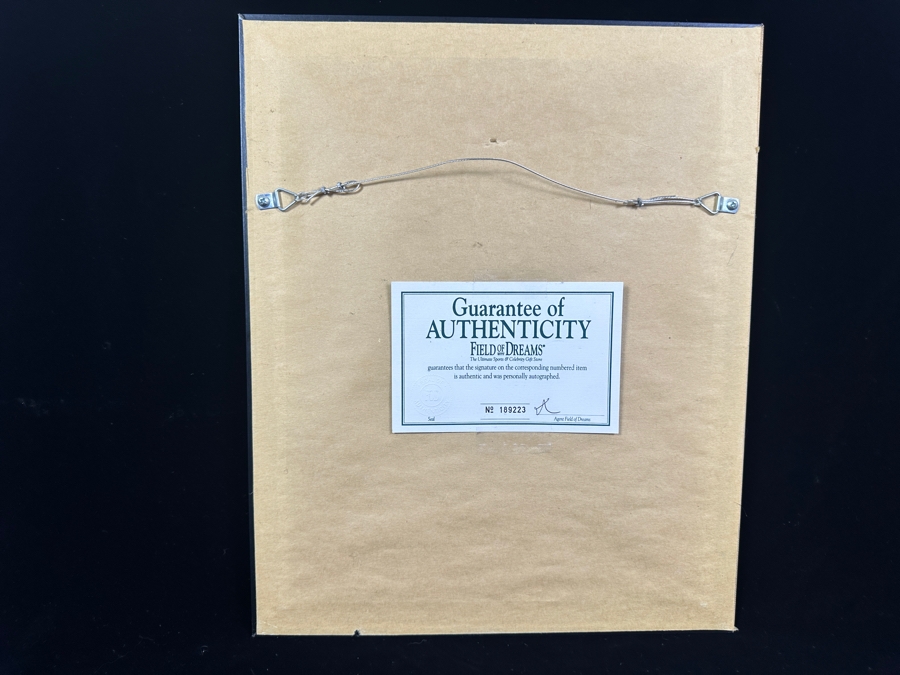 Guarantee of
AUTHENTICITY
FIELD OF DREAMS
The Ultimate Sports & Celebrity Gift Store
guarantees that the signature on the corresponding numbered item
is authentic and was personally autographed.
Nº 189223
Seal
Agent Field of Dreams